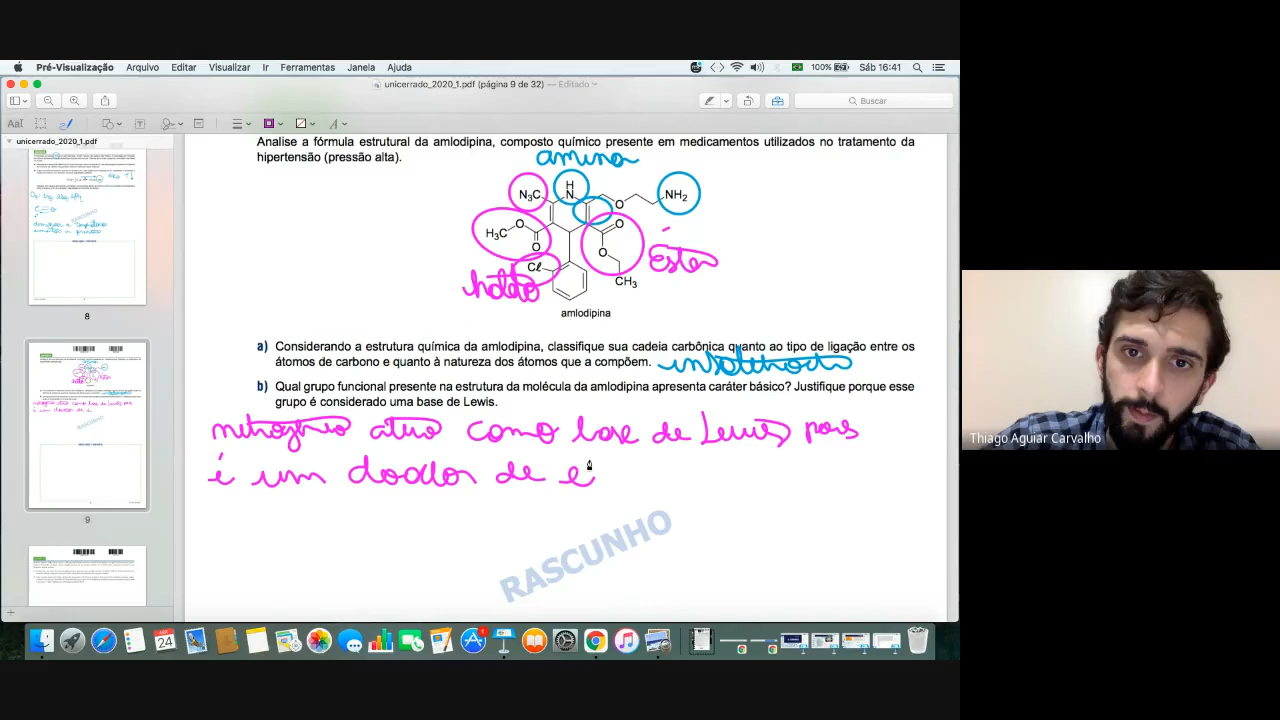 Pré-Visualização Arquivo Editar Visualizar Ir Ferramentas Janela Ajuda 100% Sáb 16:41
unicerrado_2020_1.pdf (página 9 de 32) — Editado
Buscar
unicerrado_2020_1.pdf
8
9
Analise a fórmula estrutural da amlodipina, composto químico presente em medicamentos utilizados no tratamento da
hipertensão (pressão alta).
amina
H
N₃C
N
NH₂
O
O
O
H₃C
O
O
Cl
CH₃
Éster
haleto
amlodipina
a) Considerando a estrutura química da amlodipina, classifique sua cadeia carbônica quanto ao tipo de ligação entre os
átomos de carbono e quanto à natureza dos átomos que a compõem.
b) Qual grupo funcional presente na estrutura da molécula da amlodipina apresenta caráter básico? Justifique porque esse
grupo é considerado uma base de Lewis.
nitrogênio atua como base de Lewis pois
é um doador de e
RASCUNHO
Thiago Aguiar Carvalho